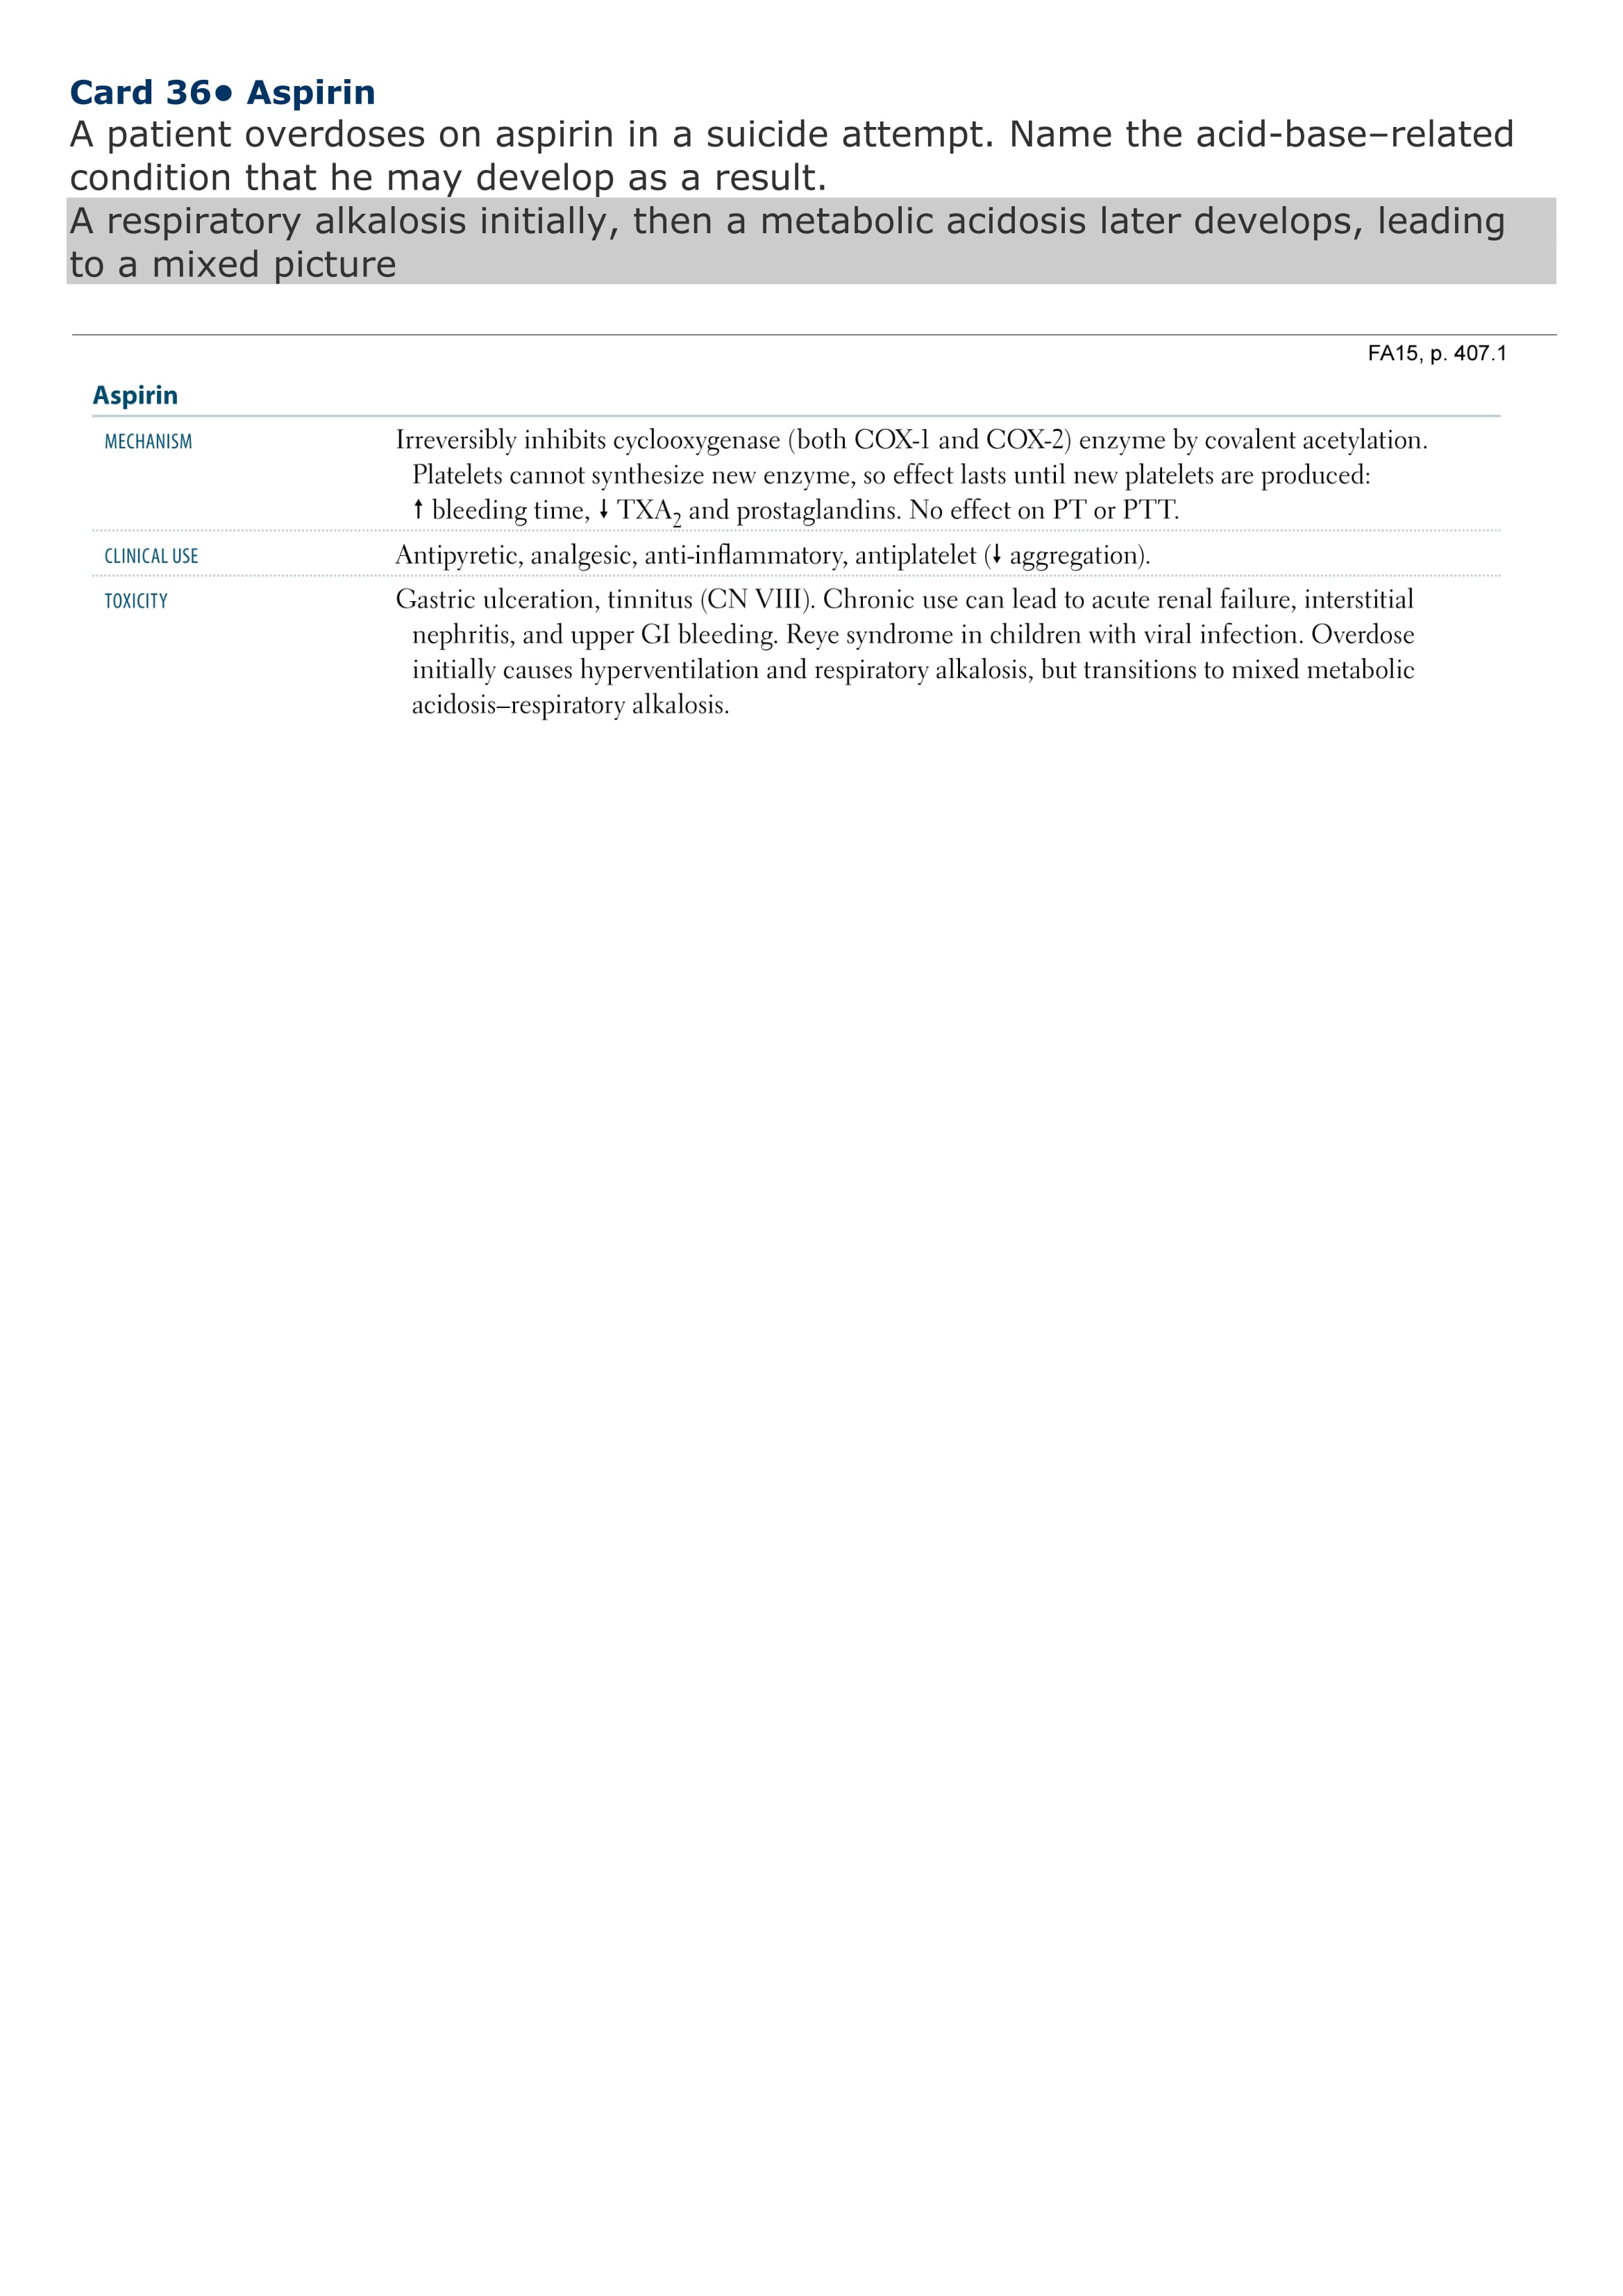 Card 36● Aspirin
A patient overdoses on aspirin in a suicide attempt. Name the acid-base–related
condition that he may develop as a result.
A respiratory alkalosis initially, then a metabolic acidosis later develops, leading
to a mixed picture
FA15, p. 407.1
Aspirin
MECHANISM Irreversibly inhibits cyclooxygenase (both COX-1 and COX-2) enzyme by covalent acetylation.
Platelets cannot synthesize new enzyme, so effect lasts until new platelets are produced:
↑ bleeding time, ↓ TXA₂ and prostaglandins. No effect on PT or PTT.
CLINICAL USE Antipyretic, analgesic, anti-inflammatory, antiplatelet (↓ aggregation).
TOXICITY Gastric ulceration, tinnitus (CN VIII). Chronic use can lead to acute renal failure, interstitial
nephritis, and upper GI bleeding. Reye syndrome in children with viral infection. Overdose
initially causes hyperventilation and respiratory alkalosis, but transitions to mixed metabolic
acidosis–respiratory alkalosis.